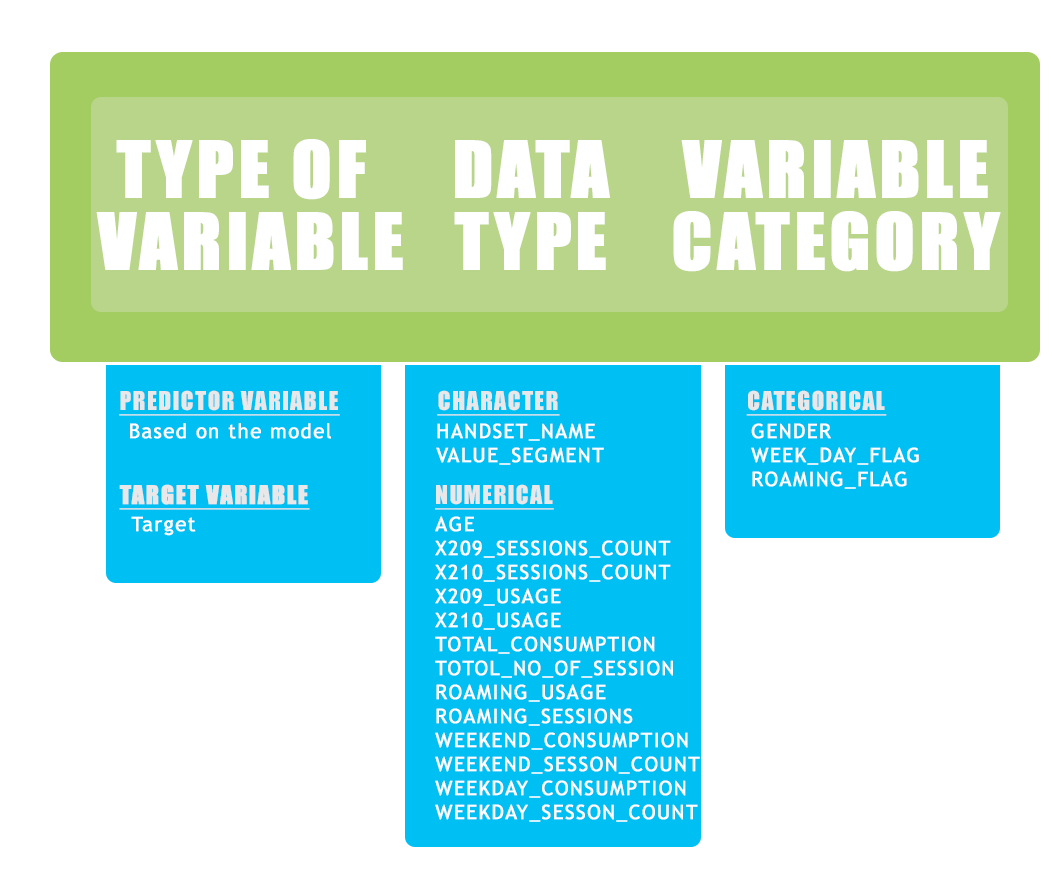 TYPE OF
VARIABLE
DATA
TYPE
VARIABLE
CATEGORY
PREDICTOR VARIABLE
Based on the model
TARGET VARIABLE
Target
CHARACTER
HANDSET_NAME
VALUE_SEGMENT
NUMERICAL
AGE
X209_SESSIONS_COUNT
X210_SESSIONS_COUNT
X209_USAGE
X210_USAGE
TOTAL_CONSUMPTION
TOTOL_NO_OF_SESSION
ROAMING_USAGE
ROAMING_SESSIONS
WEEKEND_CONSUMPTION
WEEKEND_SESSON_COUNT
WEEKDAY_CONSUMPTION
WEEKDAY_SESSON_COUNT
CATEGORICAL
GENDER
WEEK_DAY_FLAG
ROAMING_FLAG